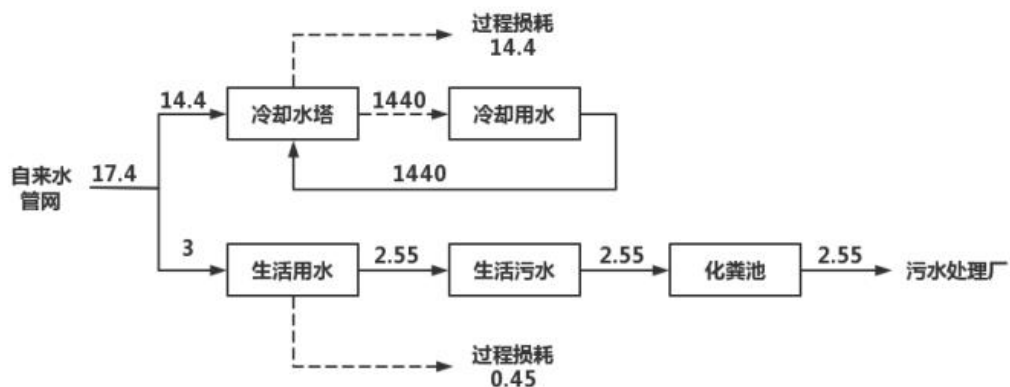 过程损耗
14.4
14.4
冷却水塔
1440
冷却用水
自来水
管网
17.4
1440
3
生活用水
2.55
生活污水
2.55
化粪池
2.55
污水处理厂
过程损耗
0.45